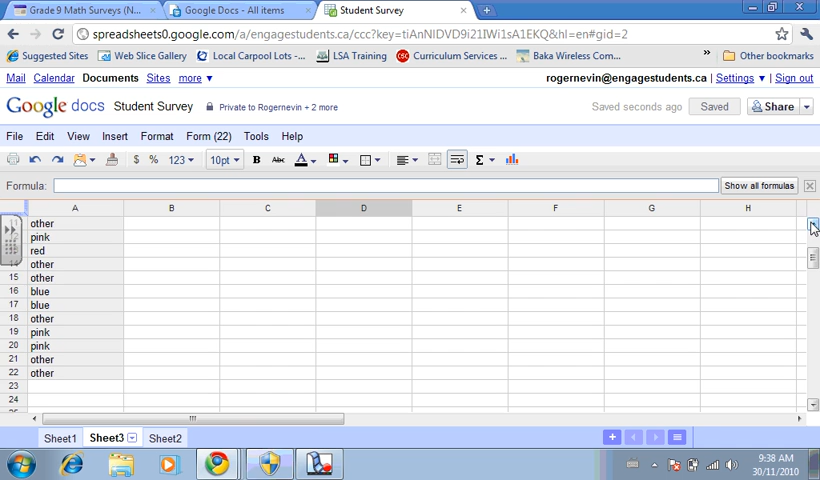 Grade 9 Math Surveys (N...
Google Docs - All items
Student Survey
spreadsheets0.google.com/a/engagestudents.ca/ccc?key=tiAnNIDVD9i21IWi1sA1EKQ&hl=en#gid=2
Suggested Sites
Web Slice Gallery
Local Carpool Lots -...
LSA Training
CSC Curriculum Services ...
Baka Wireless Com...
»
Other bookmarks
Mail Calendar Documents Sites more ▼
rogernevin@engagestudents.ca | Settings ▼ | Sign out
Google docs Student Survey Private to Rogernevin + 2 more
Saved seconds ago Saved Share
File Edit View Insert Format Form (22) Tools Help
$ % 123 10pt B Abc A Σ
Formula: Show all formulas
A B C D E F G H
11 other
pink
red
14 other
15 other
16 blue
17 blue
18 other
19 pink
20 pink
21 other
22 other
23
24
Sheet1 Sheet3 Sheet2
9:38 AM
30/11/2010